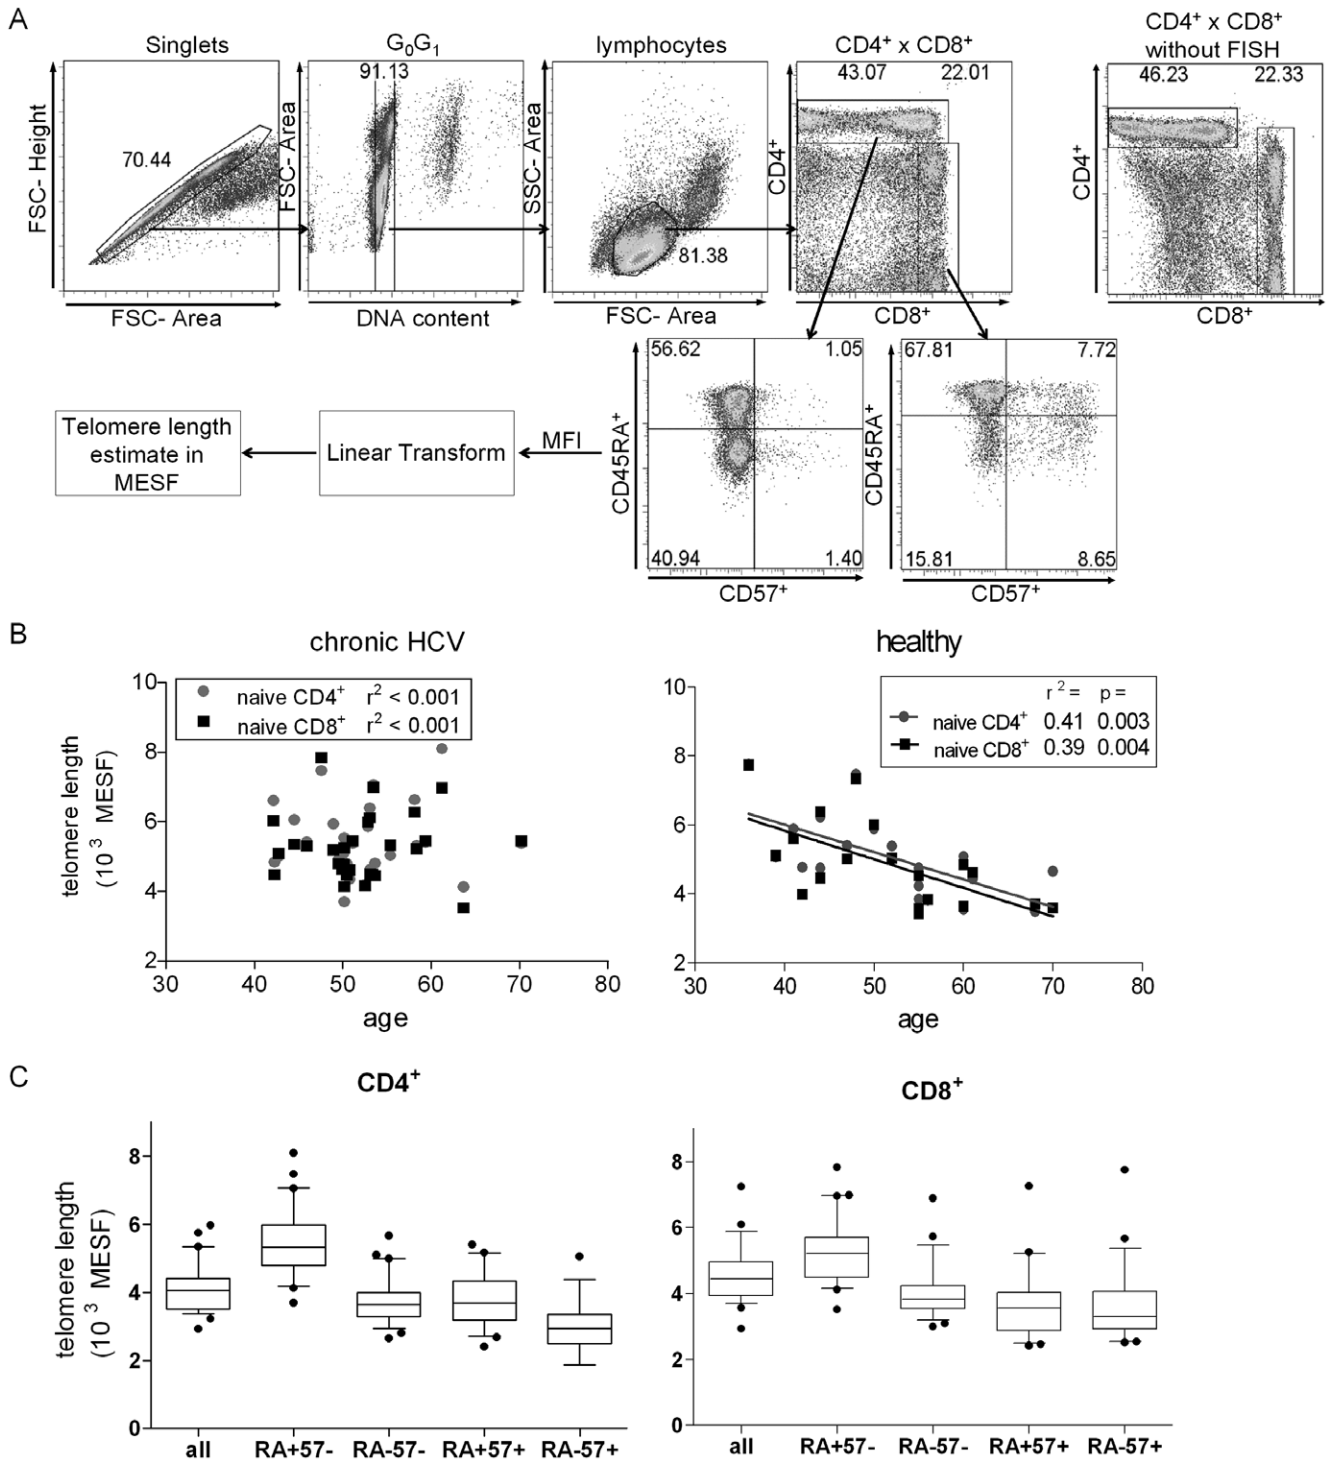 A
Singlets
G0G1
lymphocytes
CD4+ x CD8+
CD4+ x CD8+
without FISH
FSC- Height
70.44
FSC- Area
FSC- Area
91.13
DNA content
SSC- Area
81.38
FSC- Area
CD4+
43.07 22.01
CD8+
CD4+
46.23 22.33
CD8+
Telomere length
estimate in
MESF
Linear Transform
MFI
CD45RA+
56.62 1.05
40.94 1.40
CD57+
CD45RA+
67.81 7.72
15.81 8.65
CD57+
B
chronic HCV
telomere length
(10 3 MESF)
naive CD4+ r2 < 0.001
naive CD8+ r2 < 0.001
10
8
6
4
2
30 40 50 60 70 80
age
healthy
r 2 = p =
naive CD4+ 0.41 0.003
naive CD8+ 0.39 0.004
10
8
6
4
2
30 40 50 60 70 80
age
C
CD4+
telomere length
(10 3 MESF)
8
6
4
2
0
all RA+57- RA-57- RA+57+ RA-57+
CD8+
8
6
4
2
0
all RA+57- RA-57- RA+57+ RA-57+